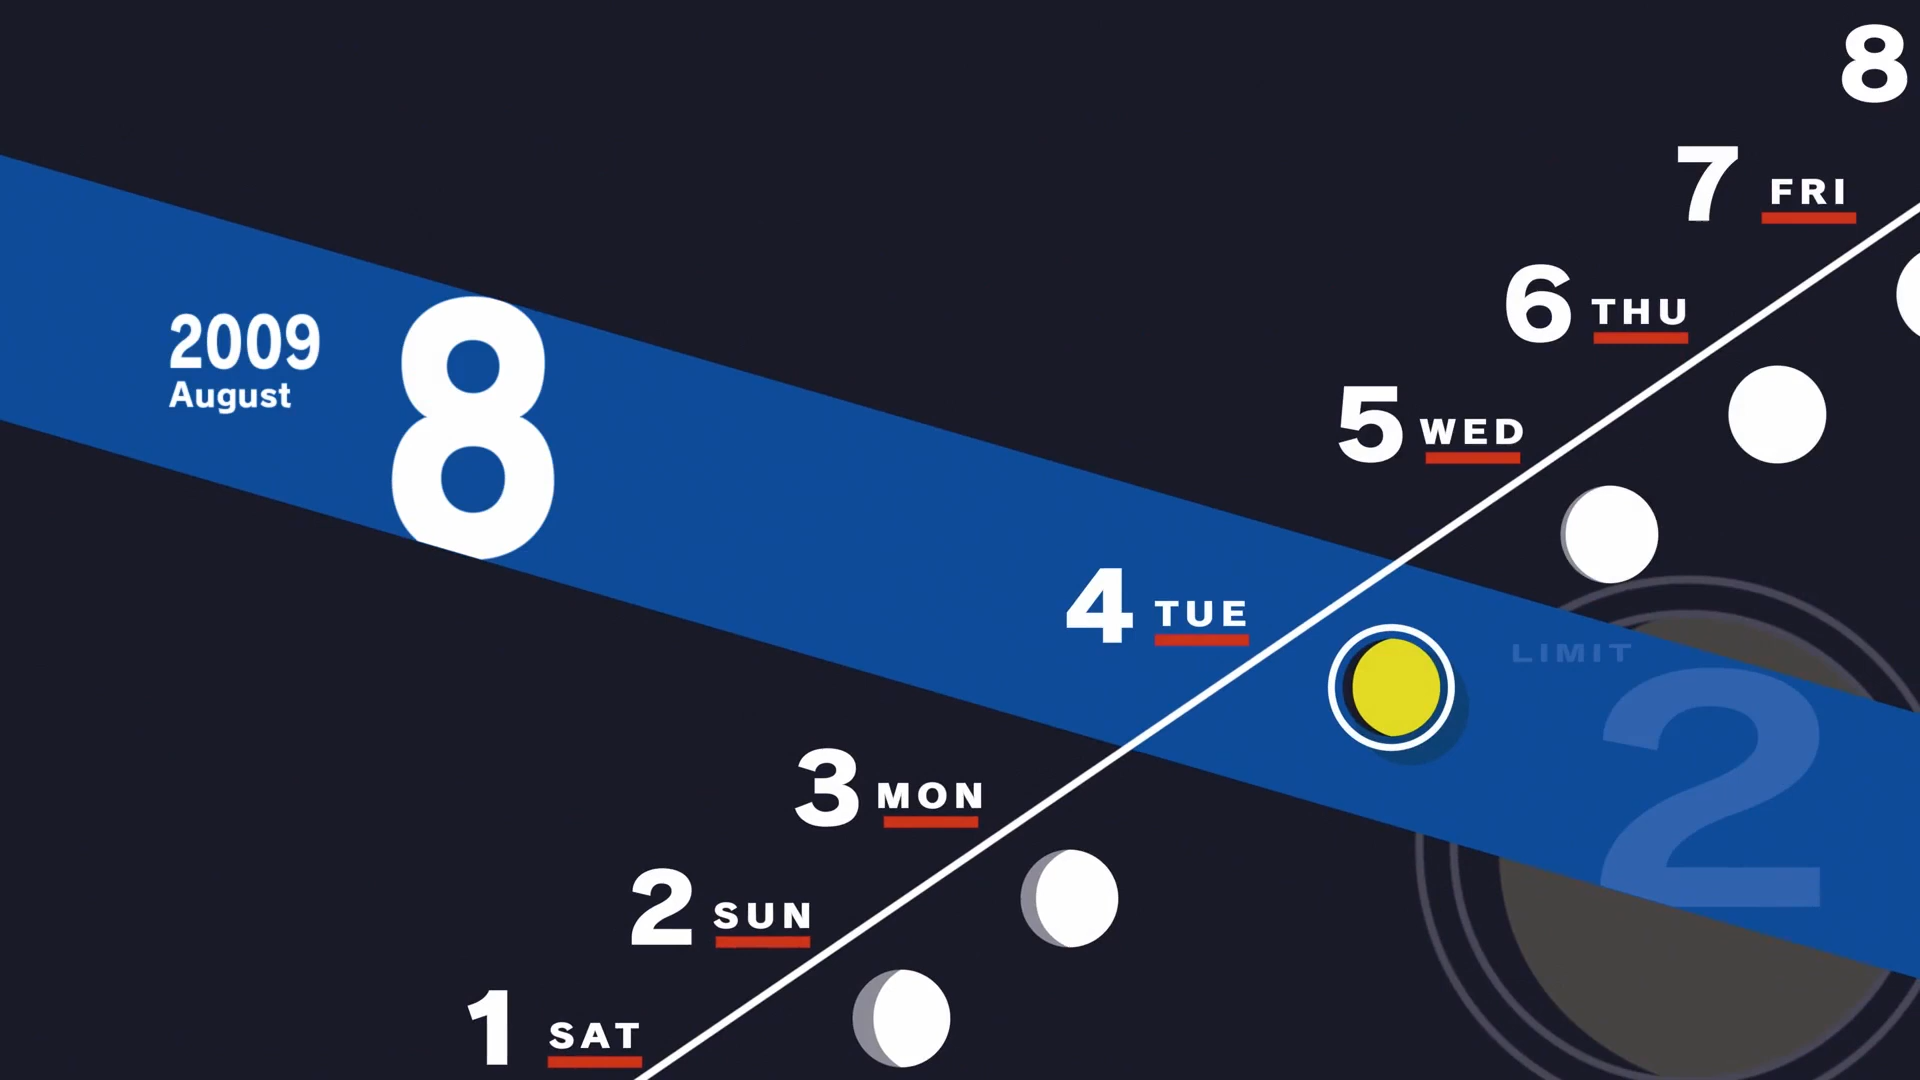 2009
August
8
8
7 FRI
6 THU
5 WED
4 TUE
3 MON
2 SUN
1 SAT
LIMIT
2